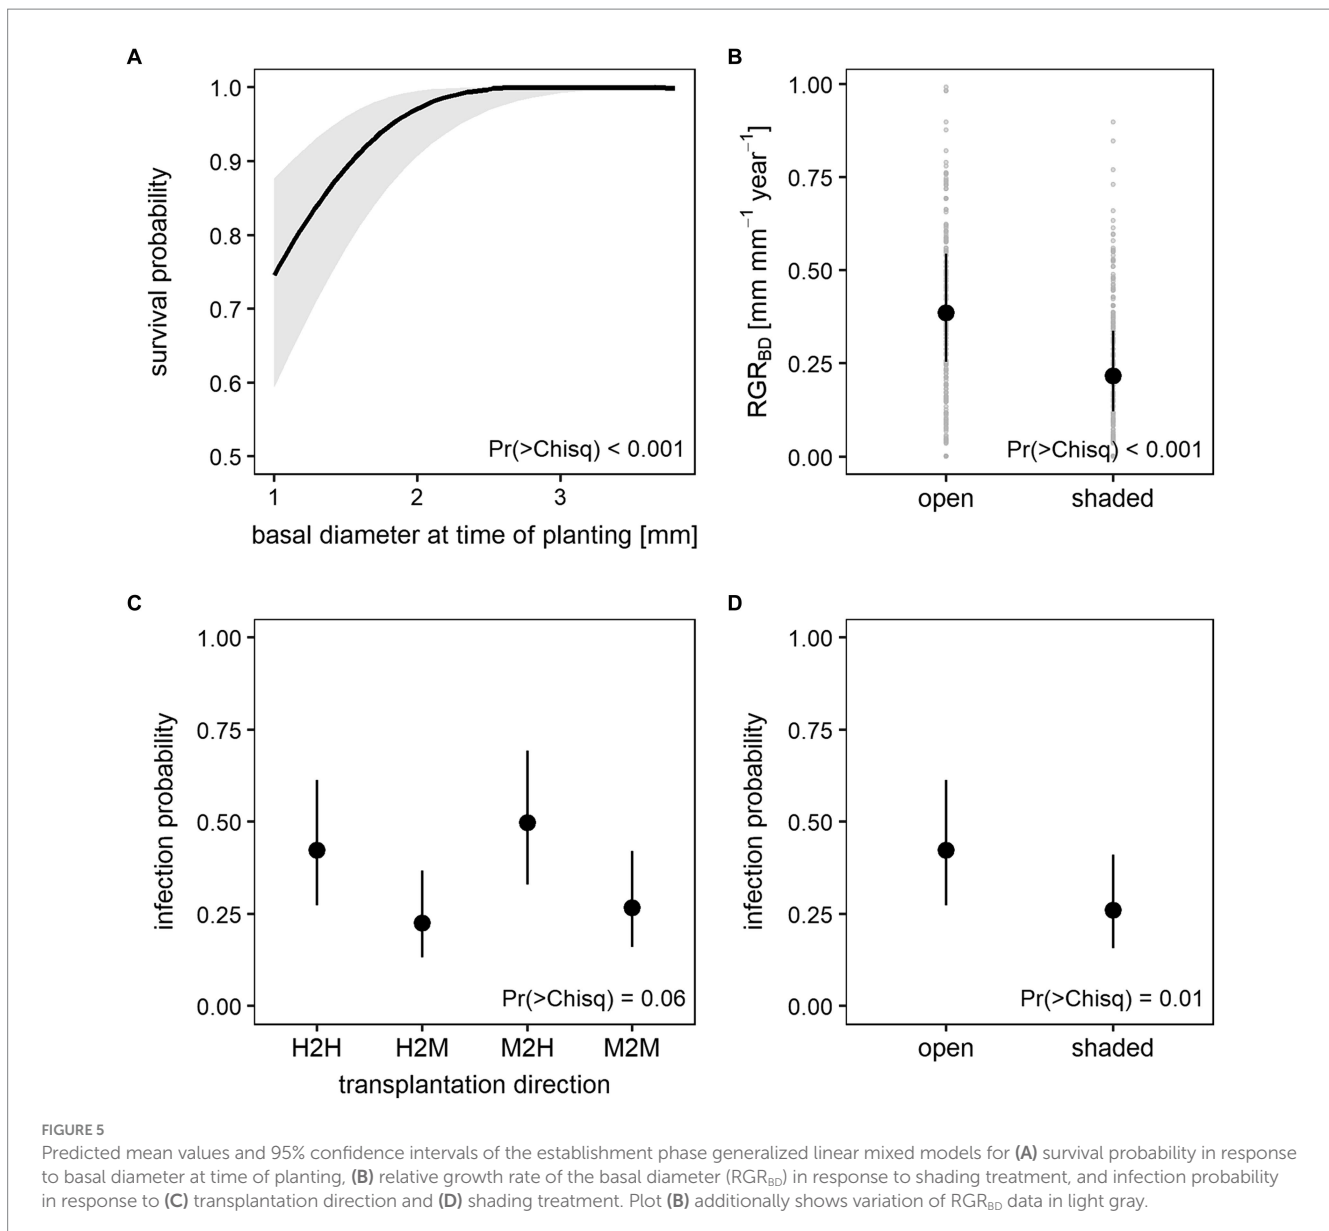 A
1.0
0.9
0.8
0.7
0.6
0.5
survival probability
Pr(>Chisq) < 0.001
1 2 3
basal diameter at time of planting [mm]
B
1.00
0.75
0.50
0.25
0.00
RGR_BD [mm mm⁻¹ year⁻¹]
Pr(>Chisq) < 0.001
open shaded
C
1.00
0.75
0.50
0.25
0.00
infection probability
Pr(>Chisq) = 0.06
H2H H2M M2H M2M
transplantation direction
D
1.00
0.75
0.50
0.25
0.00
infection probability
Pr(>Chisq) = 0.01
open shaded
FIGURE 5
Predicted mean values and 95% confidence intervals of the establishment phase generalized linear mixed models for (A) survival probability in response
to basal diameter at time of planting, (B) relative growth rate of the basal diameter (RGR_BD) in response to shading treatment, and infection probability
in response to (C) transplantation direction and (D) shading treatment. Plot (B) additionally shows variation of RGR_BD data in light gray.